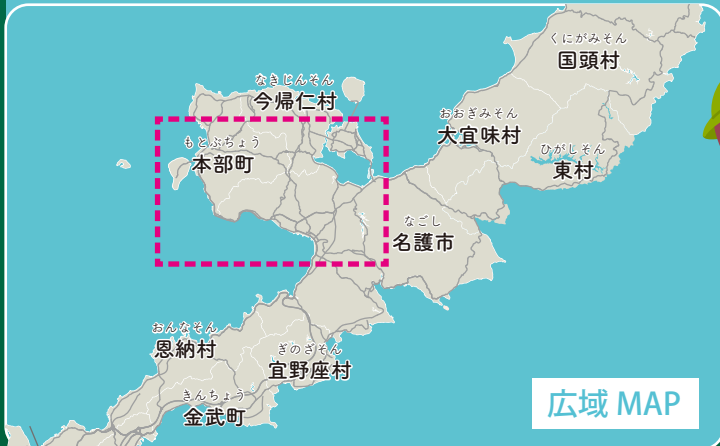 くにがみそん
国頭村
なきじんそん
今帰仁村
おおぎみそん
大宜味村
もとぶちょう
本部町
ひがしそん
東村
なごし
名護市
おんなそん
恩納村
ぎのざそん
宜野座村
きんちょう
金武町
広域 MAP